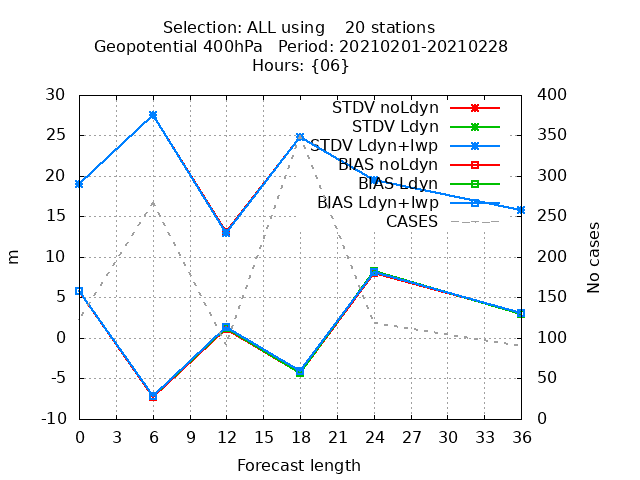 Selection: ALL using    20 stations
Geopotential 400hPa   Period: 20210201-20210228
Hours: {06}
30 400
STDV noLdyn
STDV Ldyn
25 350
STDV Ldyn+lwp
BIAS noLdyn
20 300
BIAS Ldyn
BIAS Ldyn+lwp
15 250
CASES
10 200
m
No cases
5 150
0 100
-5 50
-10 0
0 3 6 9 12 15 18 21 24 27 30 33 36
Forecast length